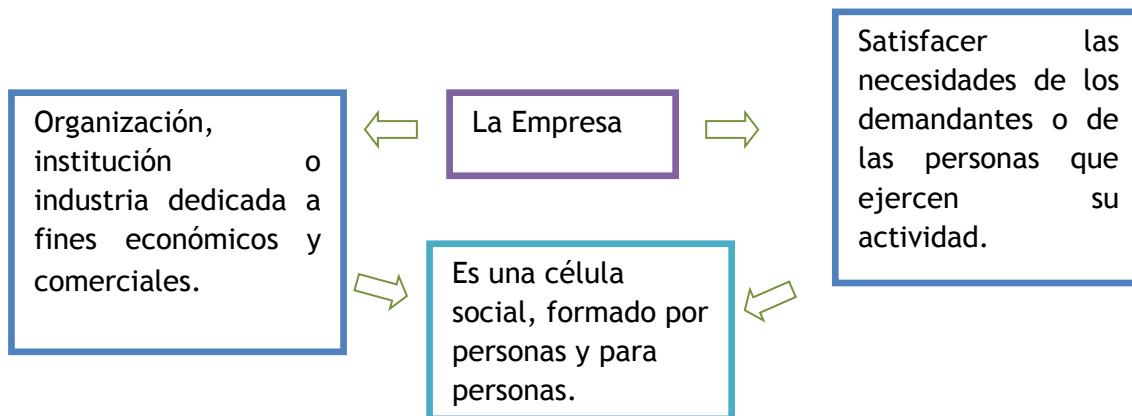 La Empresa
Organización,
institución o
industria dedicada a
fines económicos y
comerciales.
Satisfacer las
necesidades de los
demandantes o de
las personas que
ejercen su
actividad.
Es una célula
social, formado por
personas y para
personas.